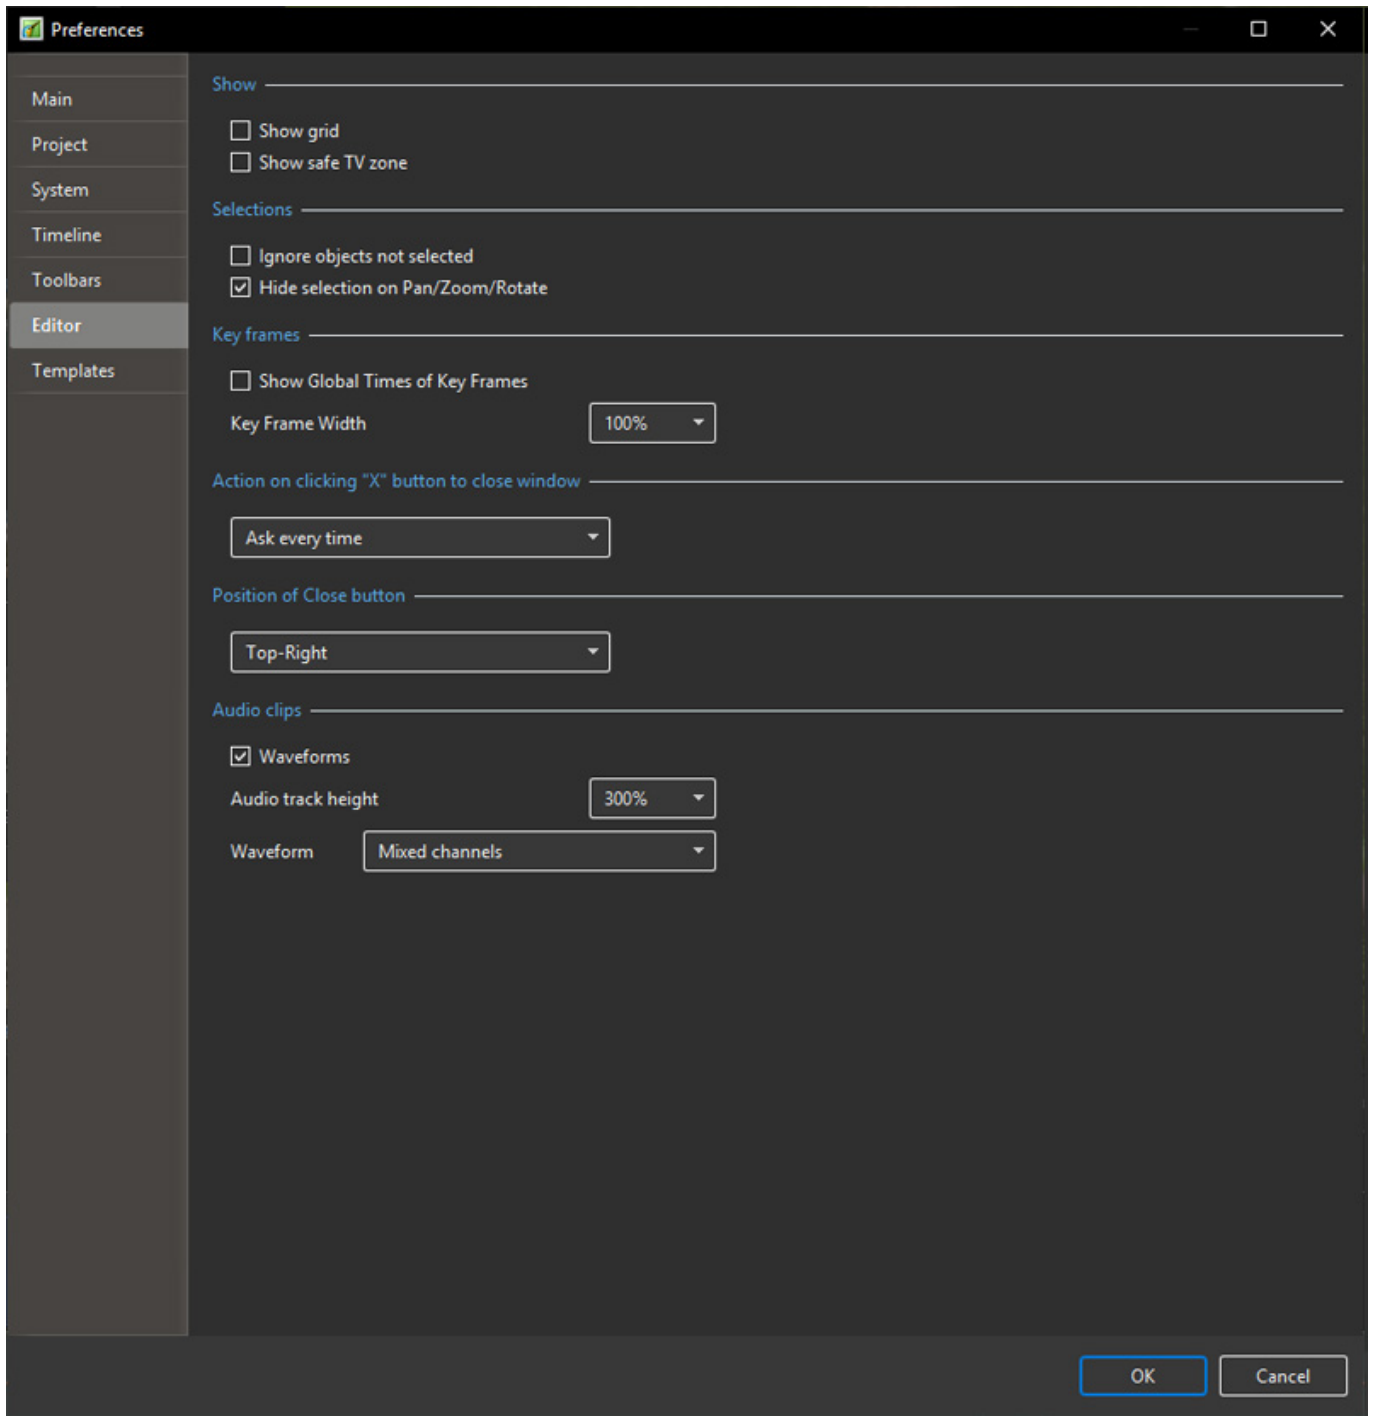 Preferences
Main
Project
System
Timeline
Toolbars
Editor
Templates
Show
Show grid
Show safe TV zone
Selections
Ignore objects not selected
Hide selection on Pan/Zoom/Rotate
Key frames
Show Global Times of Key Frames
Key Frame Width 100%
Action on clicking "X" button to close window
Ask every time
Position of Close button
Top-Right
Audio clips
Waveforms
Audio track height 300%
Waveform Mixed channels
OK Cancel